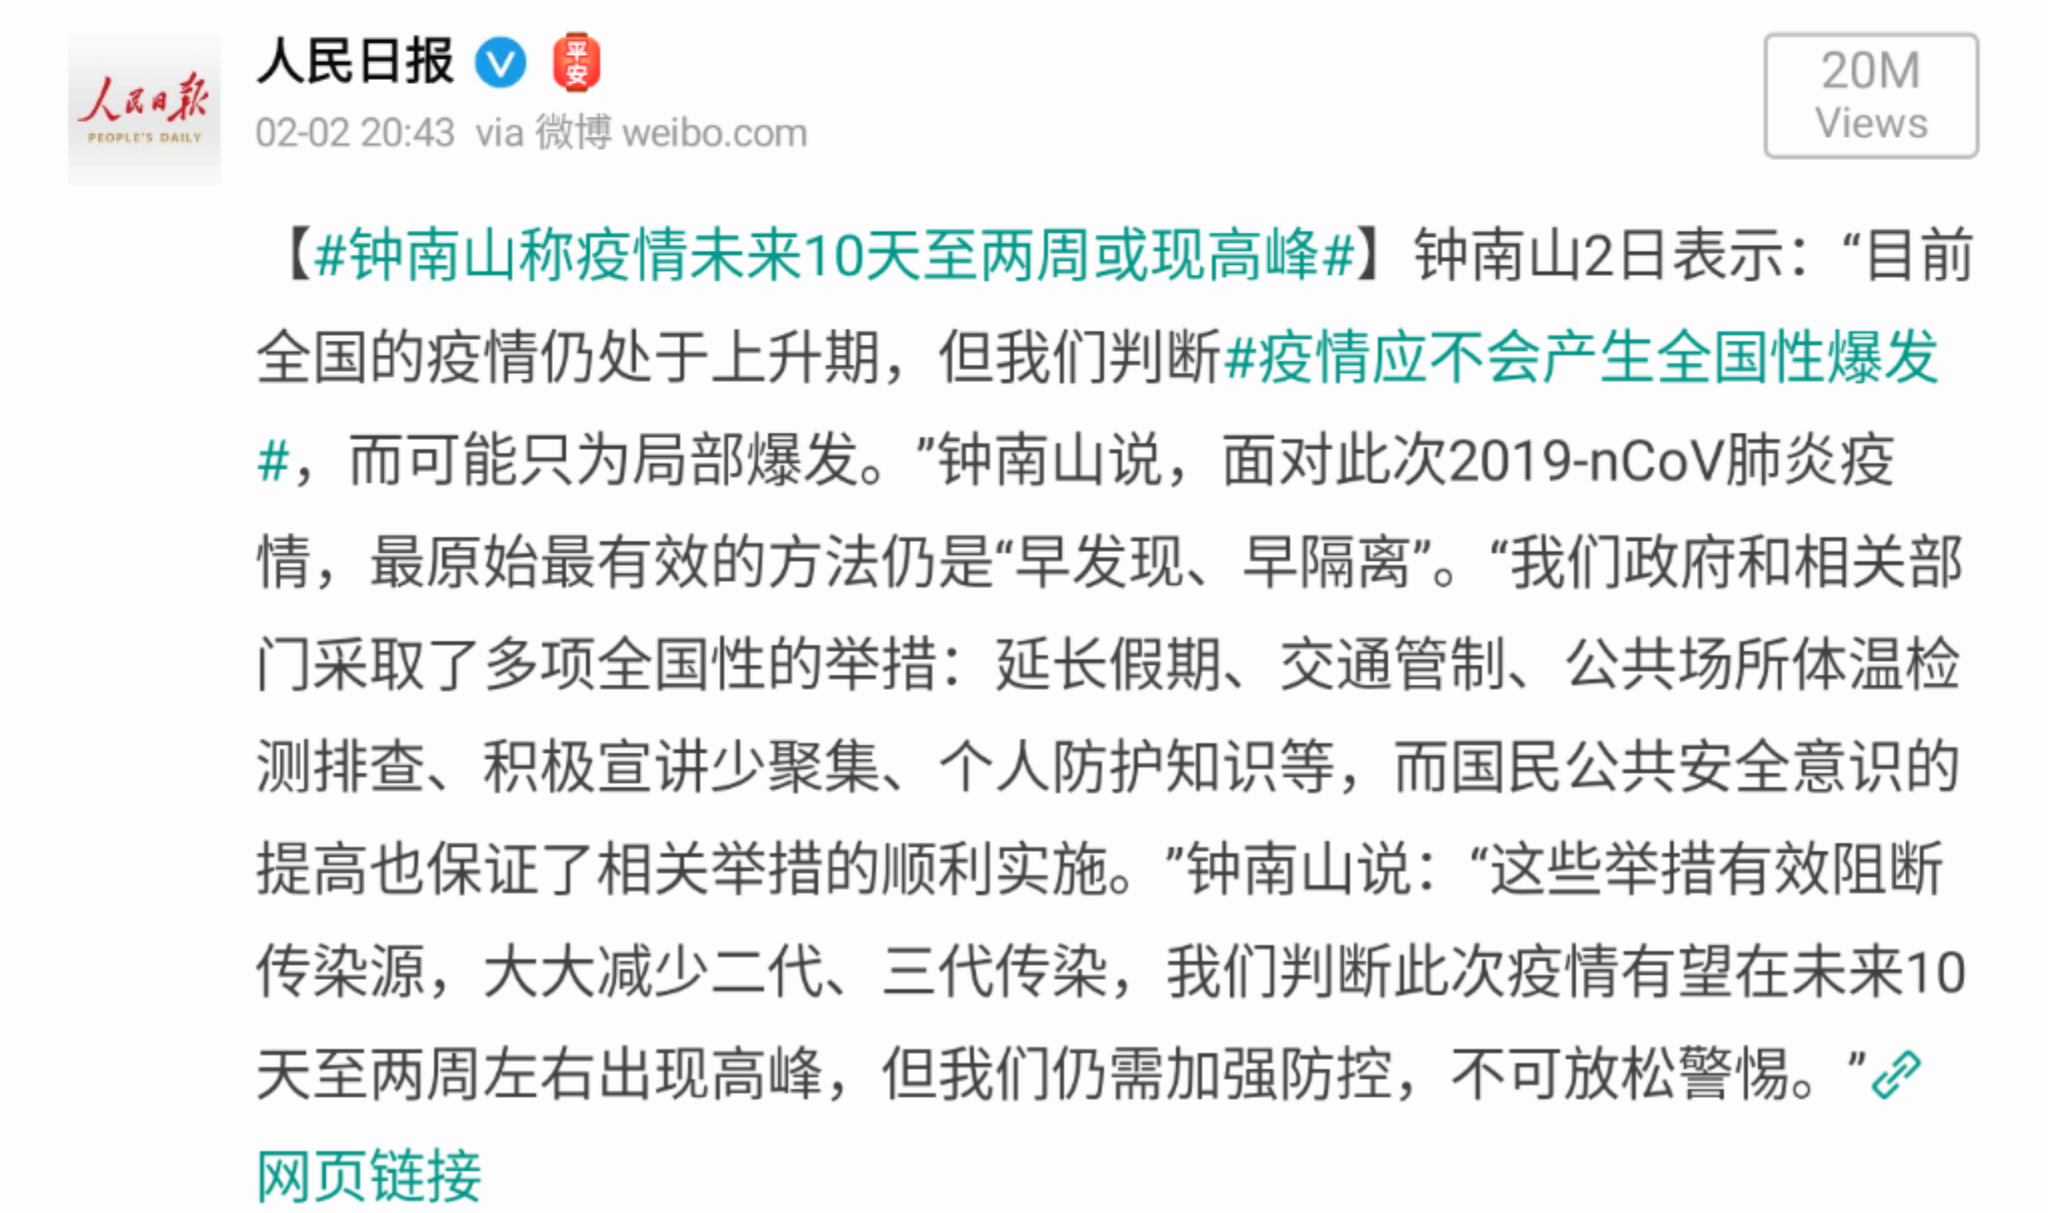 人民日报
平安
人民日报
PEOPLE'S DAILY
02-02 20:43 via 微博 weibo.com
20M
Views
【#钟南山称疫情未来10天至两周或现高峰#】钟南山2日表示：“目前
全国的疫情仍处于上升期，但我们判断#疫情应不会产生全国性爆发
#，而可能只为局部爆发。”钟南山说，面对此次2019-nCoV肺炎疫
情，最原始最有效的方法仍是“早发现、早隔离”。“我们政府和相关部
门采取了多项全国性的举措：延长假期、交通管制、公共场所体温检
测排查、积极宣讲少聚集、个人防护知识等，而国民公共安全意识的
提高也保证了相关举措的顺利实施。”钟南山说：“这些举措有效阻断
传染源，大大减少二代、三代传染，我们判断此次疫情有望在未来10
天至两周左右出现高峰，但我们仍需加强防控，不可放松警惕。”
网页链接